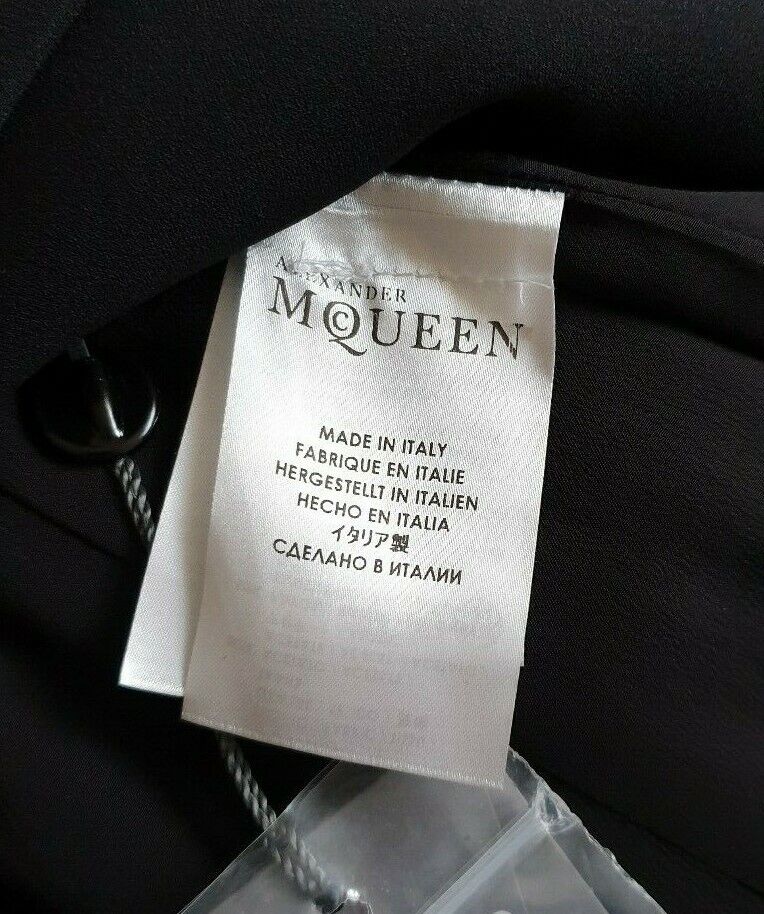 ALEXANDER
McQUEEN
MADE IN ITALY
FABRIQUE EN ITALIE
HERGESTELLT IN ITALIEN
HECHO EN ITALIA
イタリア製
СДЕЛАНО В ИТАЛИИ